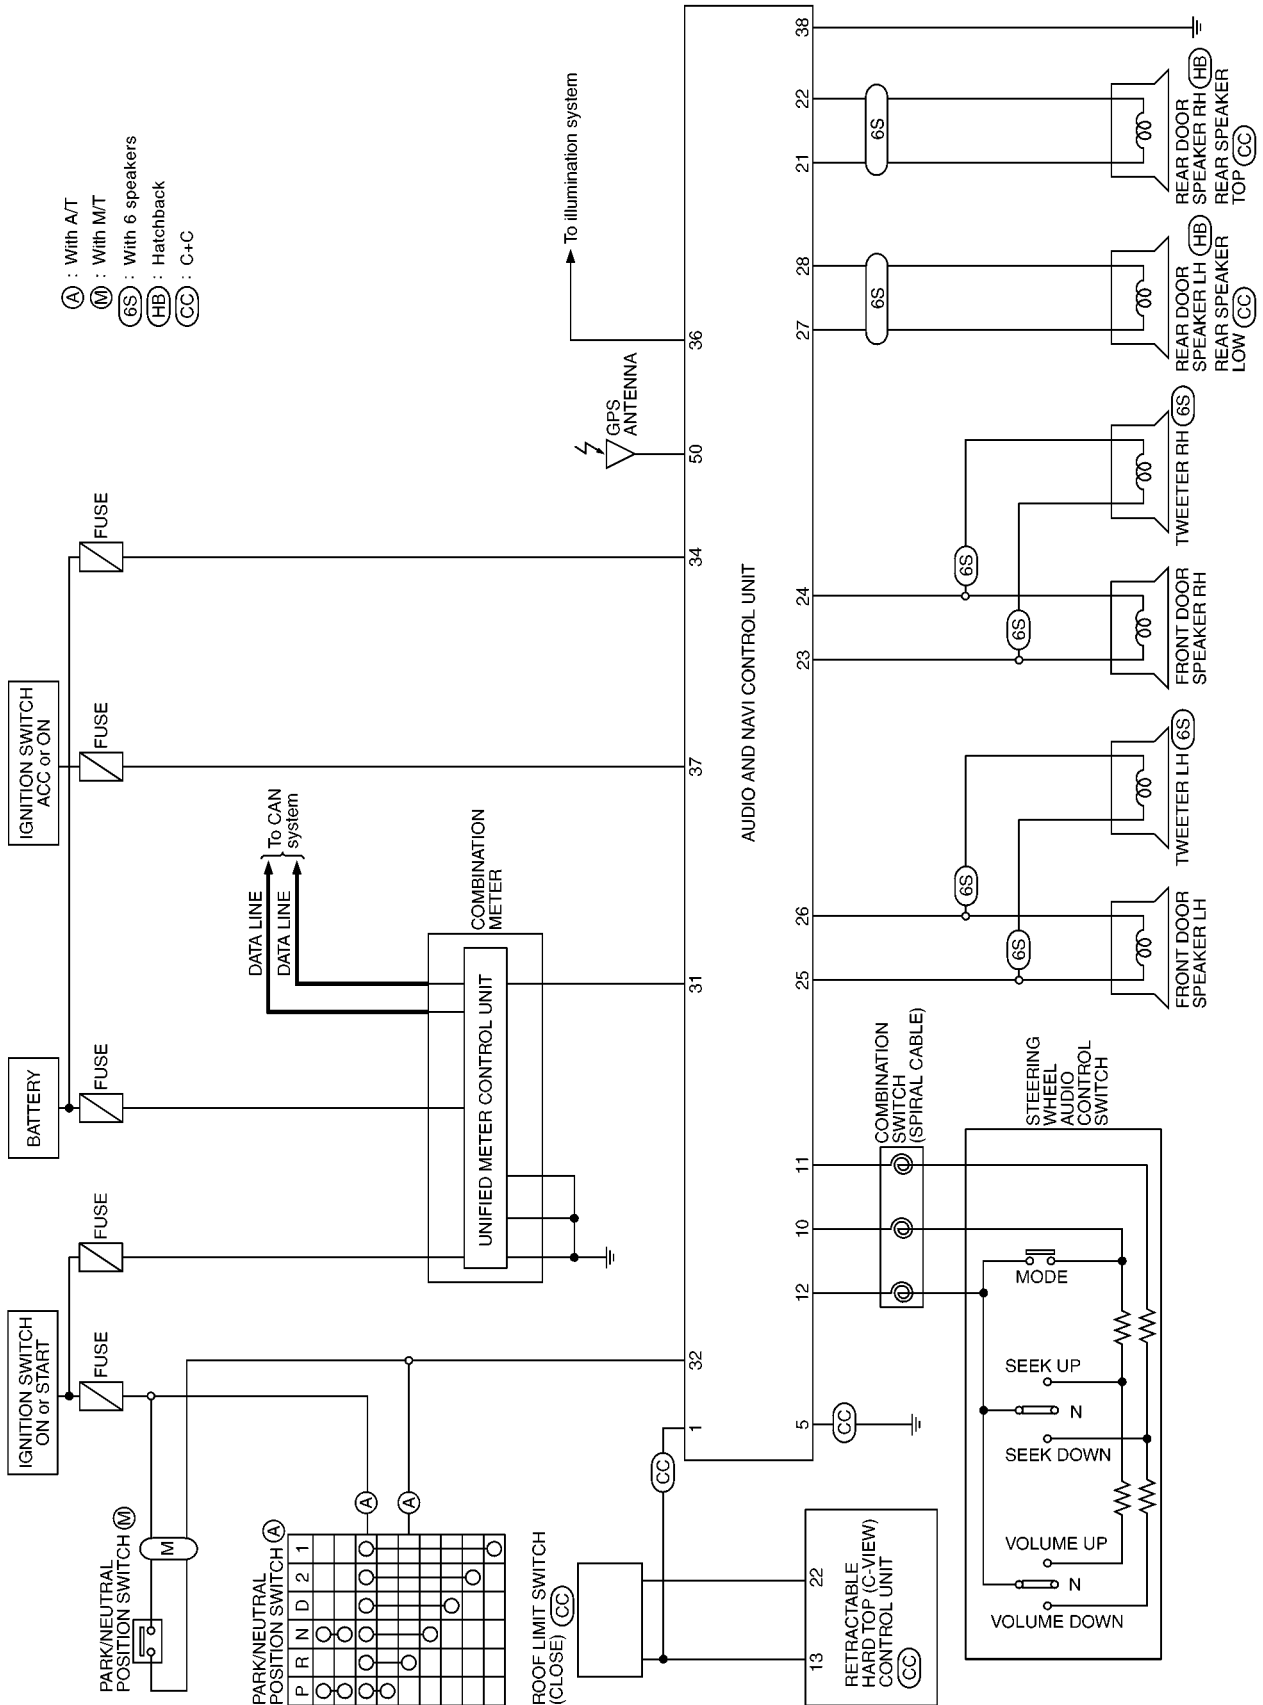 IGNITION SWITCH
ON or START
BATTERY
IGNITION SWITCH
ACC or ON
FUSE
FUSE
FUSE
FUSE
FUSE
A : With A/T
M : With M/T
6S : With 6 speakers
HB : Hatchback
CC : C+C
PARK/NEUTRAL
POSITION SWITCH M
M
PARK/NEUTRAL
POSITION SWITCH A
P R N D 2 1
A
A
DATA LINE
DATA LINE
To CAN
system
COMBINATION
METER
UNIFIED METER CONTROL UNIT
GPS
ANTENNA
To illumination system
ROOF LIMIT SWITCH
(CLOSE) CC
CC
1
32
31
37
34
50
36
AUDIO AND NAVI CONTROL UNIT
5
12
10
11
25
26
23
24
27
28
21
22
38
13
22
RETRACTABLE
HARD TOP (C-VIEW)
CONTROL UNIT
CC
CC
COMBINATION
SWITCH
(SPIRAL CABLE)
6S
6S
6S
6S
6S
6S
STEERING
WHEEL
AUDIO
CONTROL
SWITCH
VOLUME UP
N
VOLUME DOWN
SEEK UP
N
SEEK DOWN
MODE
FRONT DOOR
SPEAKER LH
TWEETER LH 6S
FRONT DOOR
SPEAKER RH
TWEETER RH 6S
REAR DOOR
SPEAKER LH HB
REAR SPEAKER
LOW CC
REAR DOOR
SPEAKER RH HB
REAR SPEAKER
TOP CC